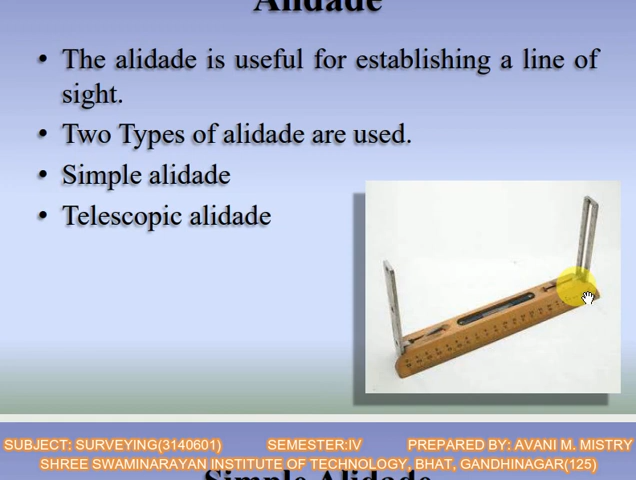 Alidade
• The alidade is useful for establishing a line of
sight.
• Two Types of alidade are used.
• Simple alidade
• Telescopic alidade
SUBJECT: SURVEYING(3140601) SEMESTER:IV PREPARED BY: AVANI M. MISTRY
SHREE SWAMINARAYAN INSTITUTE OF TECHNOLOGY, BHAT, GANDHINAGAR(125)
Simple Alidade